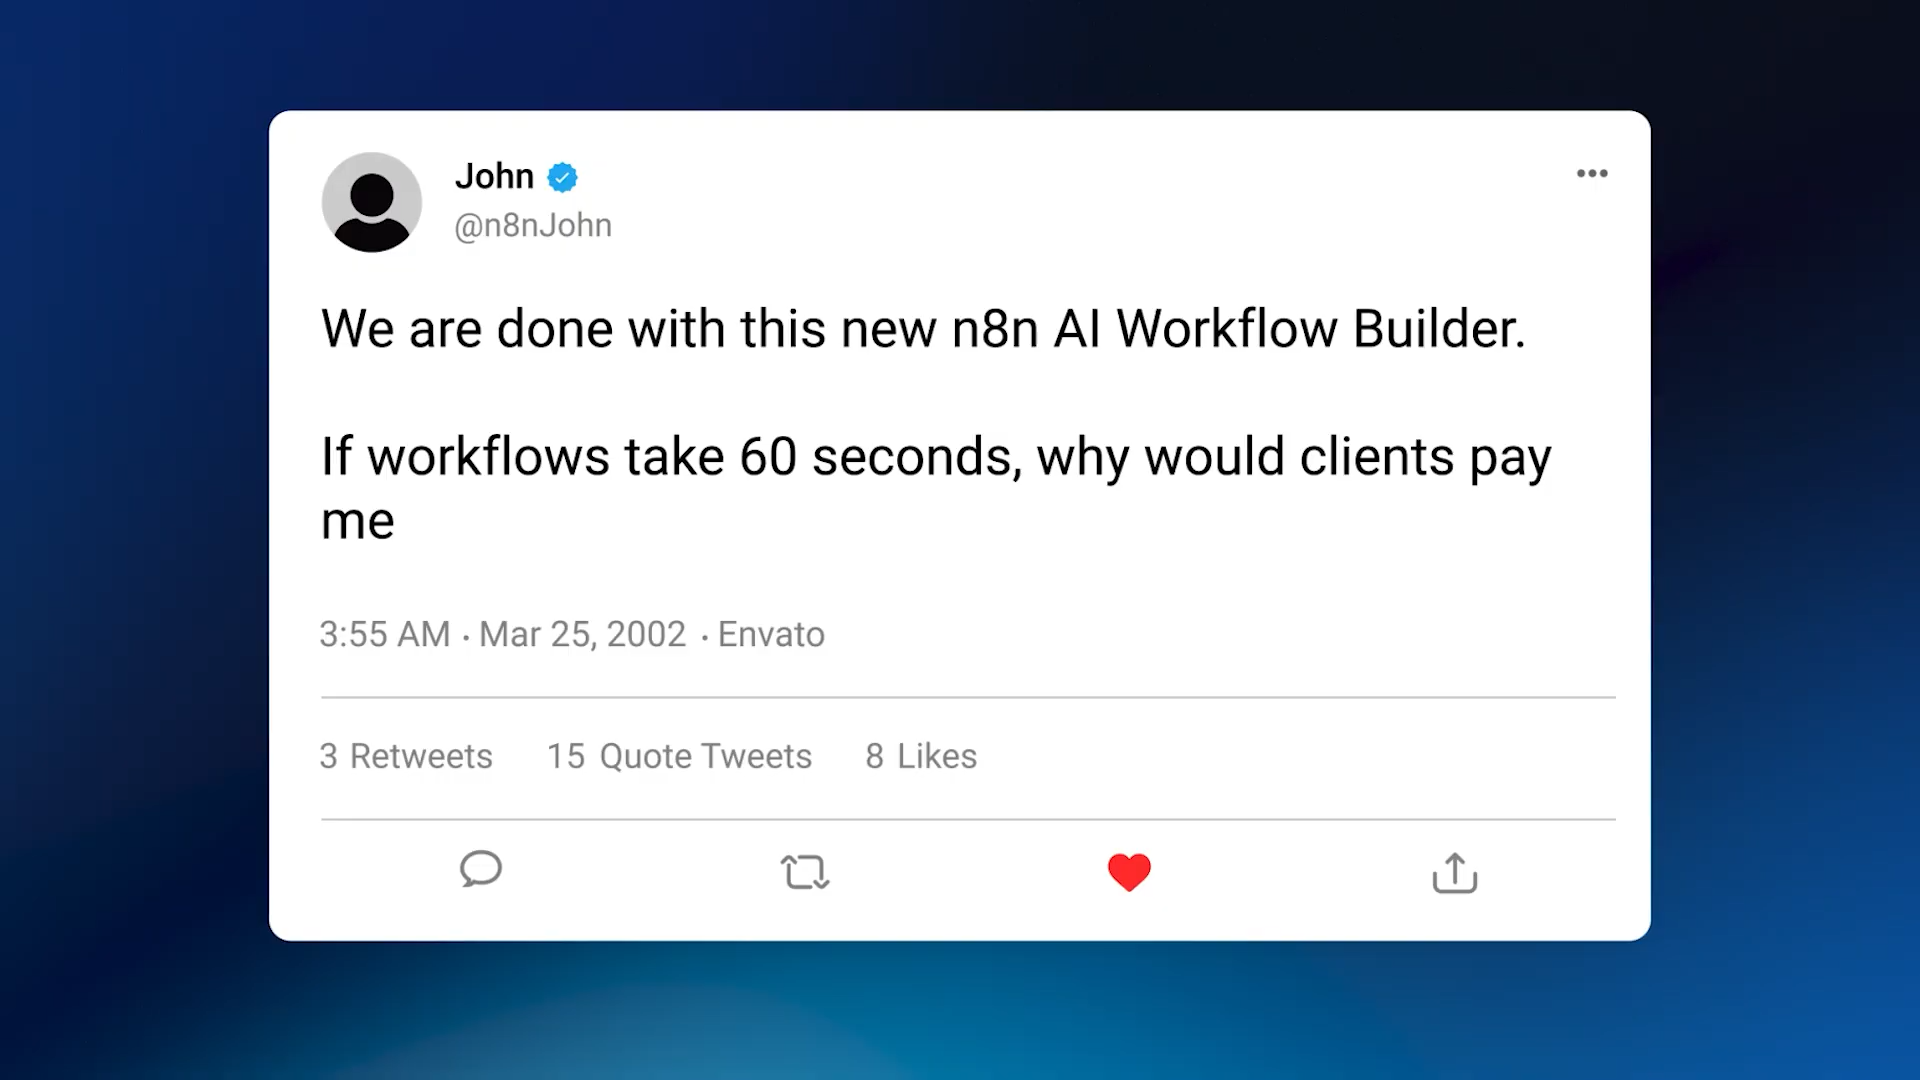 John
@n8nJohn
We are done with this new n8n AI Workflow Builder.
If workflows take 60 seconds, why would clients pay
me
3:55 AM · Mar 25, 2002 · Envato
3 Retweets 15 Quote Tweets 8 Likes